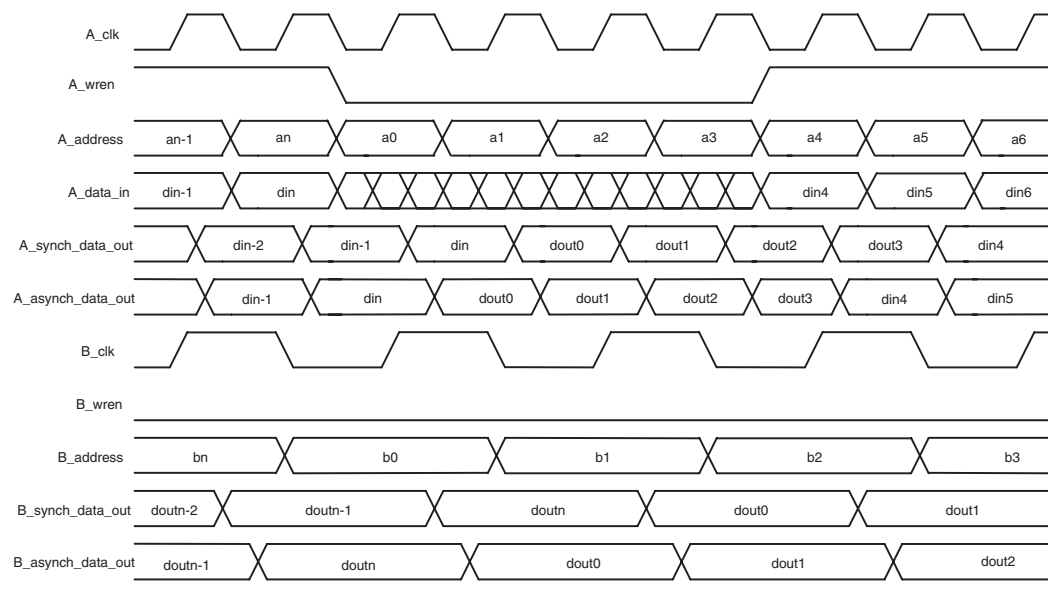 A_clk
A_wren
A_address an-1 an a0 a1 a2 a3 a4 a5 a6
A_data_in din-1 din din4 din5 din6
A_synch_data_out din-2 din-1 din dout0 dout1 dout2 dout3 din4
A_asynch_data_out din-1 din dout0 dout1 dout2 dout3 din4 din5
B_clk
B_wren
B_address bn b0 b1 b2 b3
B_synch_data_out doutn-2 doutn-1 doutn dout0 dout1
B_asynch_data_out doutn-1 doutn dout0 dout1 dout2